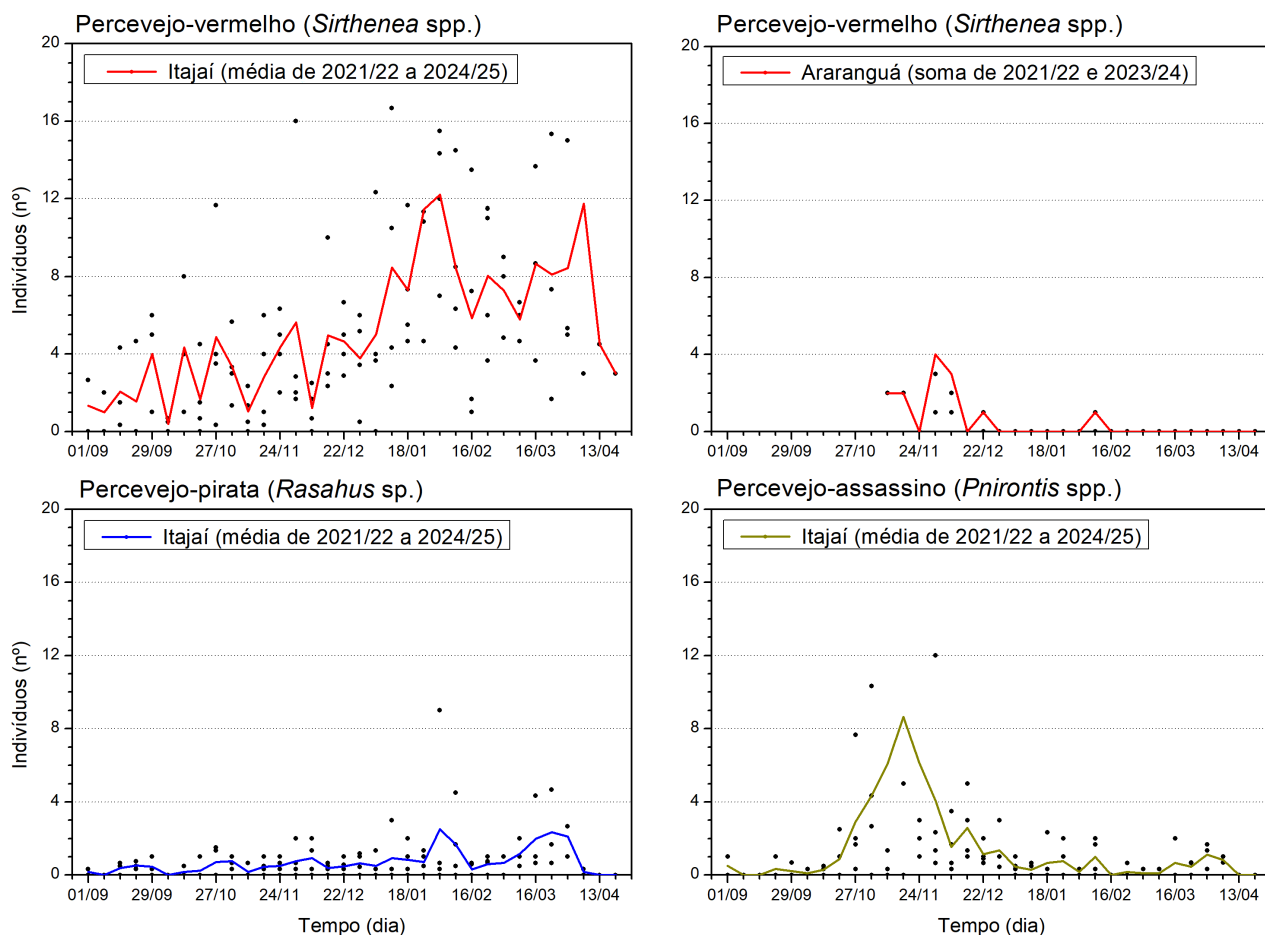 Percevejo-vermelho (Sirthenea spp.)
Itajaí (média de 2021/22 a 2024/25)
20
16
12
8
4
0
Indivíduos (nº)
01/09 29/09 27/10 24/11 22/12 18/01 16/02 16/03 13/04
Percevejo-vermelho (Sirthenea spp.)
Araranguá (soma de 2021/22 e 2023/24)
20
16
12
8
4
0
01/09 29/09 27/10 24/11 22/12 18/01 16/02 16/03 13/04
Percevejo-pirata (Rasahus sp.)
Itajaí (média de 2021/22 a 2024/25)
20
16
12
8
4
0
Indivíduos (nº)
01/09 29/09 27/10 24/11 22/12 18/01 16/02 16/03 13/04
Tempo (dia)
Percevejo-assassino (Pnirontis spp.)
Itajaí (média de 2021/22 a 2024/25)
20
16
12
8
4
0
01/09 29/09 27/10 24/11 22/12 18/01 16/02 16/03 13/04
Tempo (dia)